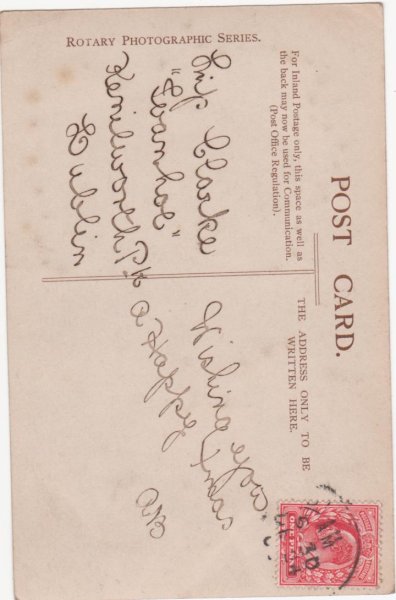 ROTARY PHOTOGRAPHIC SERIES.
POST CARD.
For Inland Postage only, this space as well as
the back may now be used for Communication.
(Post Office Regulation).
THE ADDRESS ONLY TO BE
WRITTEN HERE.
Miss Clarke
"Ivanhoe"
Kenilworth Pk
Dublin
Wishing you
a Happy Xmas
ONE PENNY